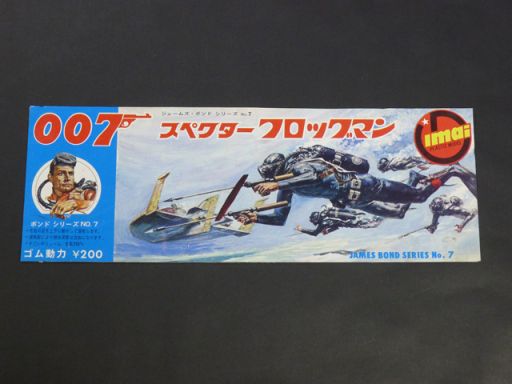 007
ジェームズ・ボンド シリーズ no.7
スペクター フロッグマン
imai
PLASTIC MODEL
ボンド シリーズ NO.7
ゴム動力 ¥200
JAMES BOND SERIES No. 7